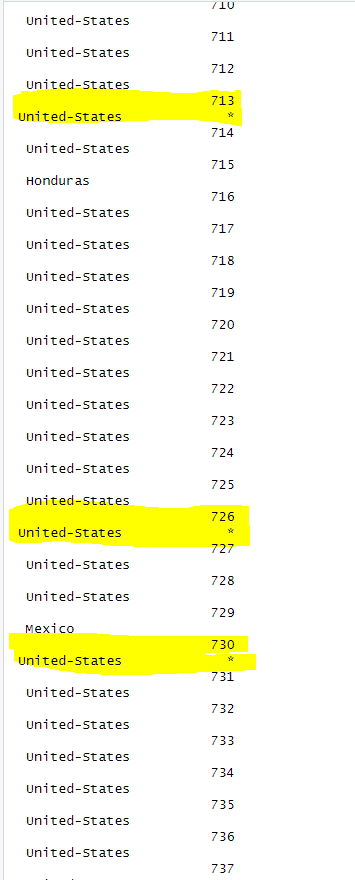 710
United-States
711
United-States
712
United-States
713
United-States *
714
United-States
715
Honduras
716
United-States
717
United-States
718
United-States
719
United-States
720
United-States
721
United-States
722
United-States
723
United-States
724
United-States
725
United-States
726
United-States *
727
United-States
728
United-States
729
Mexico
730
United-States *
731
United-States
732
United-States
733
United-States
734
United-States
735
United-States
736
United-States
737